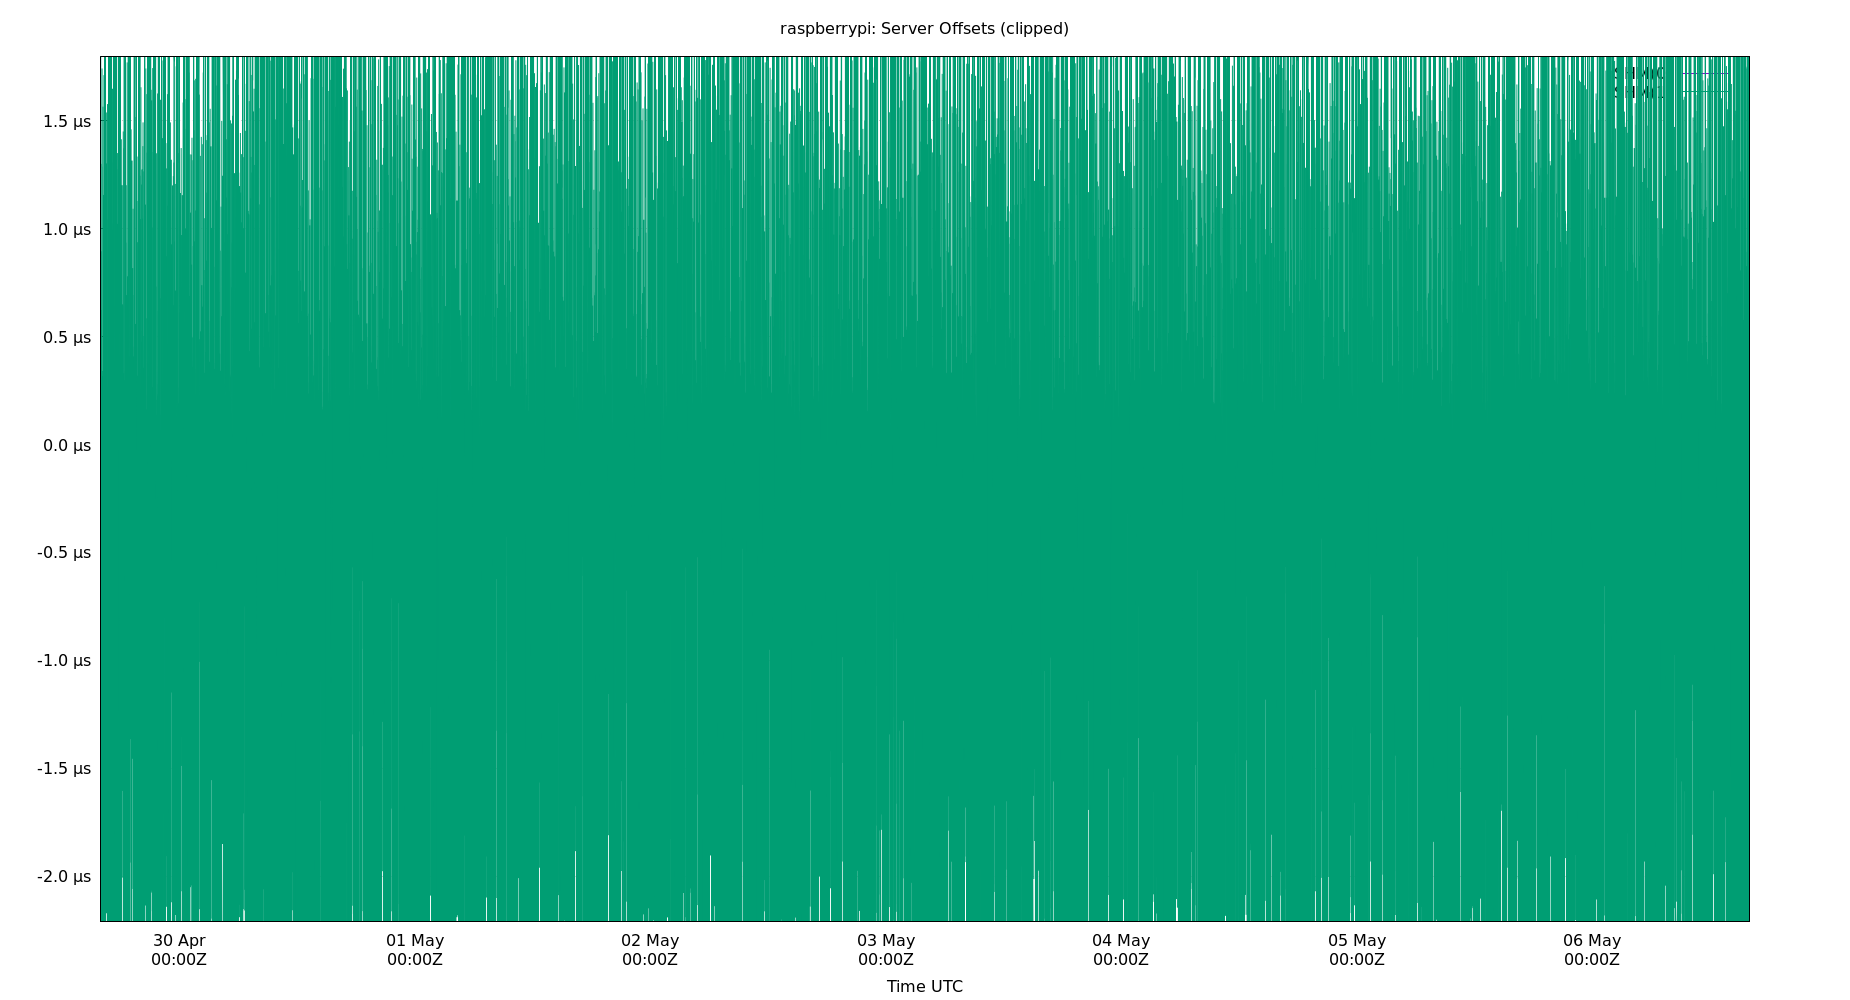 raspberrypi: Server Offsets (clipped)
1.5 µs
1.0 µs
0.5 µs
0.0 µs
-0.5 µs
-1.0 µs
-1.5 µs
-2.0 µs
30 Apr 01 May 02 May 03 May 04 May 05 May 06 May
00:00Z 00:00Z 00:00Z 00:00Z 00:00Z 00:00Z 00:00Z
Time UTC